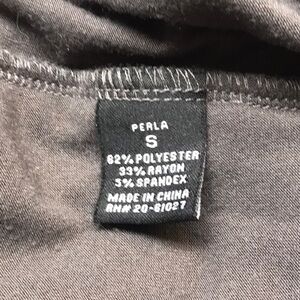 PERLA
S
62% POLYESTER
33% RAYON
5% SPANDEX
MADE IN CHINA
RN# 20-61027